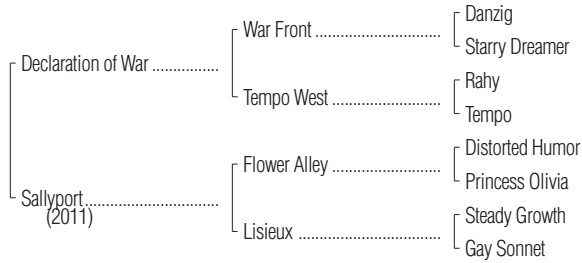 Danzig
War Front
Starry Dreamer
Declaration of War
Rahy
Tempo West
Tempo
Distorted Humor
Flower Alley
Princess Olivia
Sallyport
(2011)
Steady Growth
Lisieux
Gay Sonnet